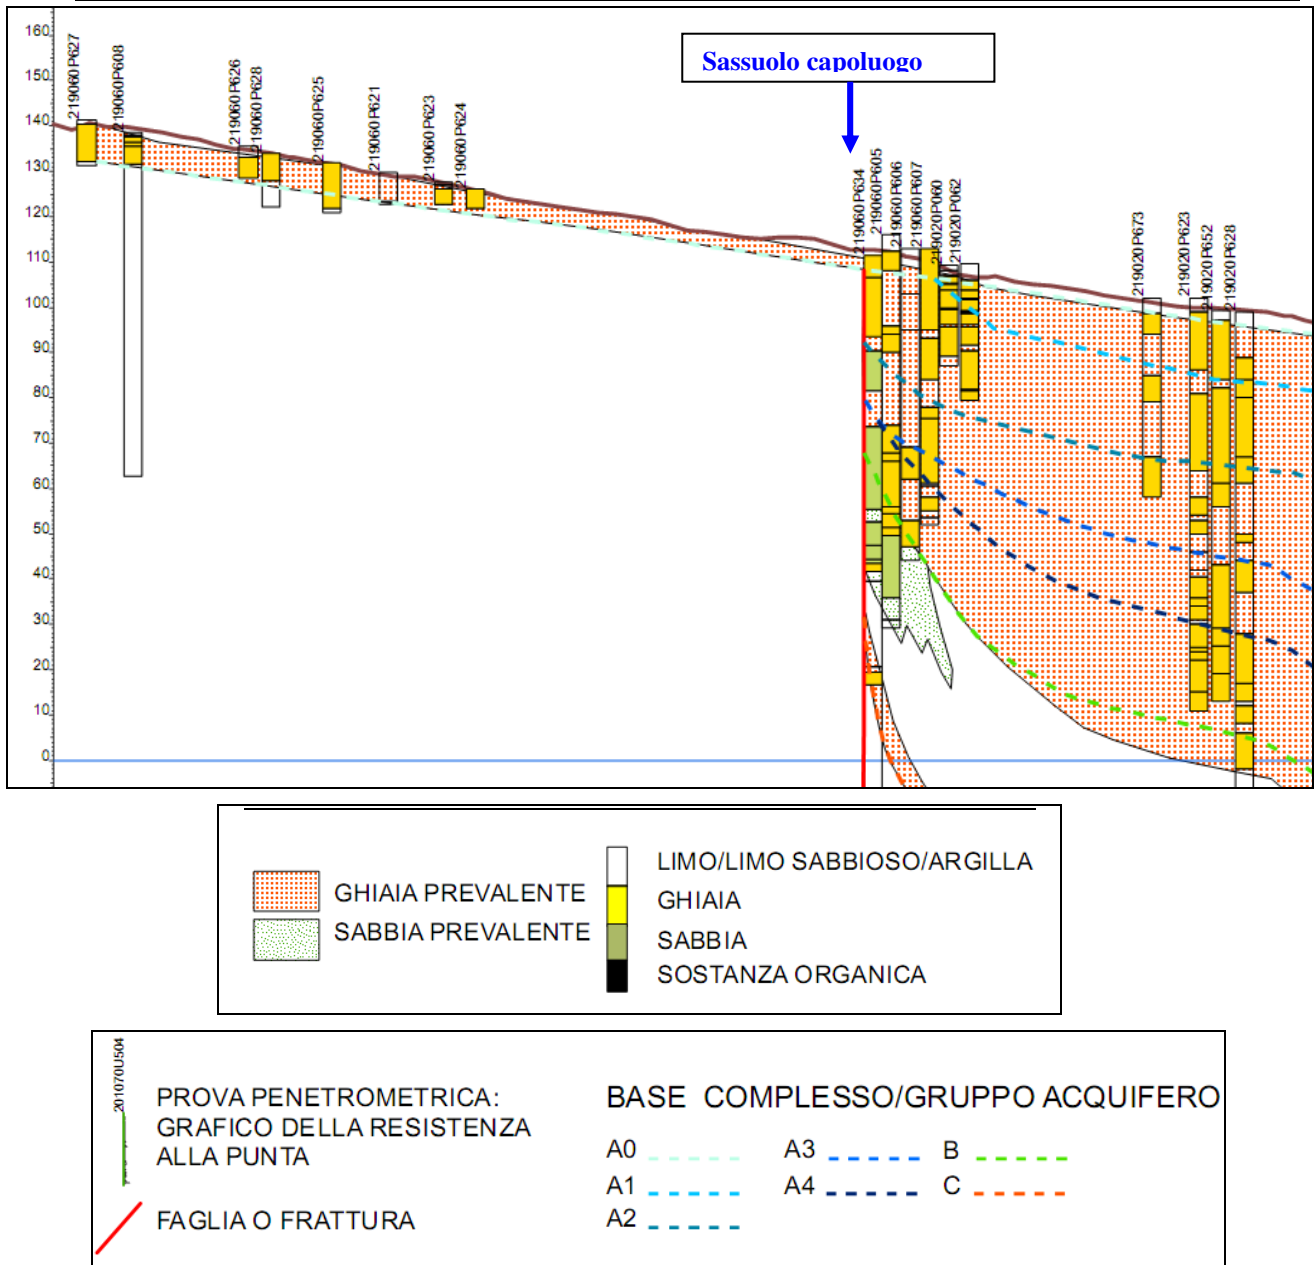 160
150
140
130
120
110
100
90
80
70
60
50
40
30
20
10
0
219060P627
219060P608
219060P626
219060P628
219060P625
219060P621
219060P623
219060P624
Sassuolo capoluogo
219060P634
219060P605
219060P606
219060P607
219020P060
219020P062
219020P673
219020P623
219020P652
219020P628
GHIAIA PREVALENTE
SABBIA PREVALENTE
LIMO/LIMO SABBIOSO/ARGILLA
GHIAIA
SABBIA
SOSTANZA ORGANICA
201070U504
PROVA PENETROMETRICA:
GRAFICO DELLA RESISTENZA
ALLA PUNTA
FAGLIA O FRATTURA
BASE COMPLESSO/GRUPPO ACQUIFERO
A0
A1
A2
A3
A4
B
C